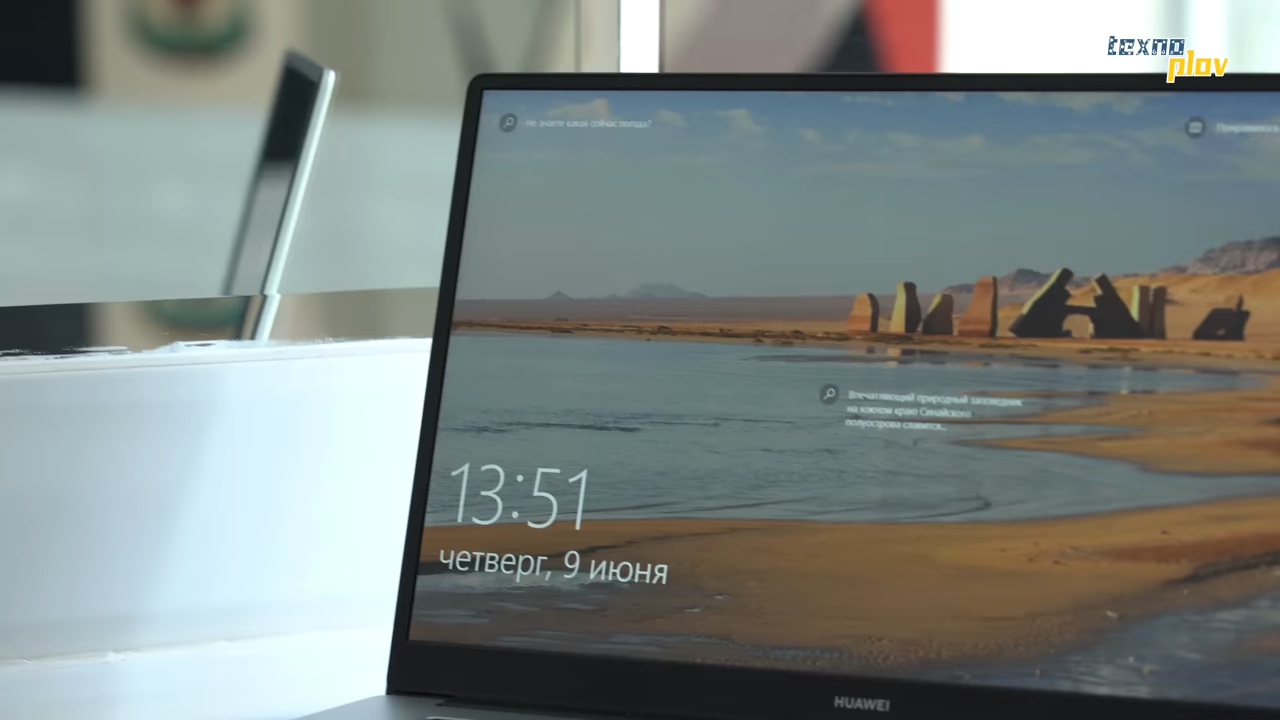 texno
plov
Не знаете какая сейчас погода?
Понравилось
Впечатляющий природный заповедник
на южном краю Синайского
полуострова славится...
13:51
четверг, 9 июня
HUAWEI